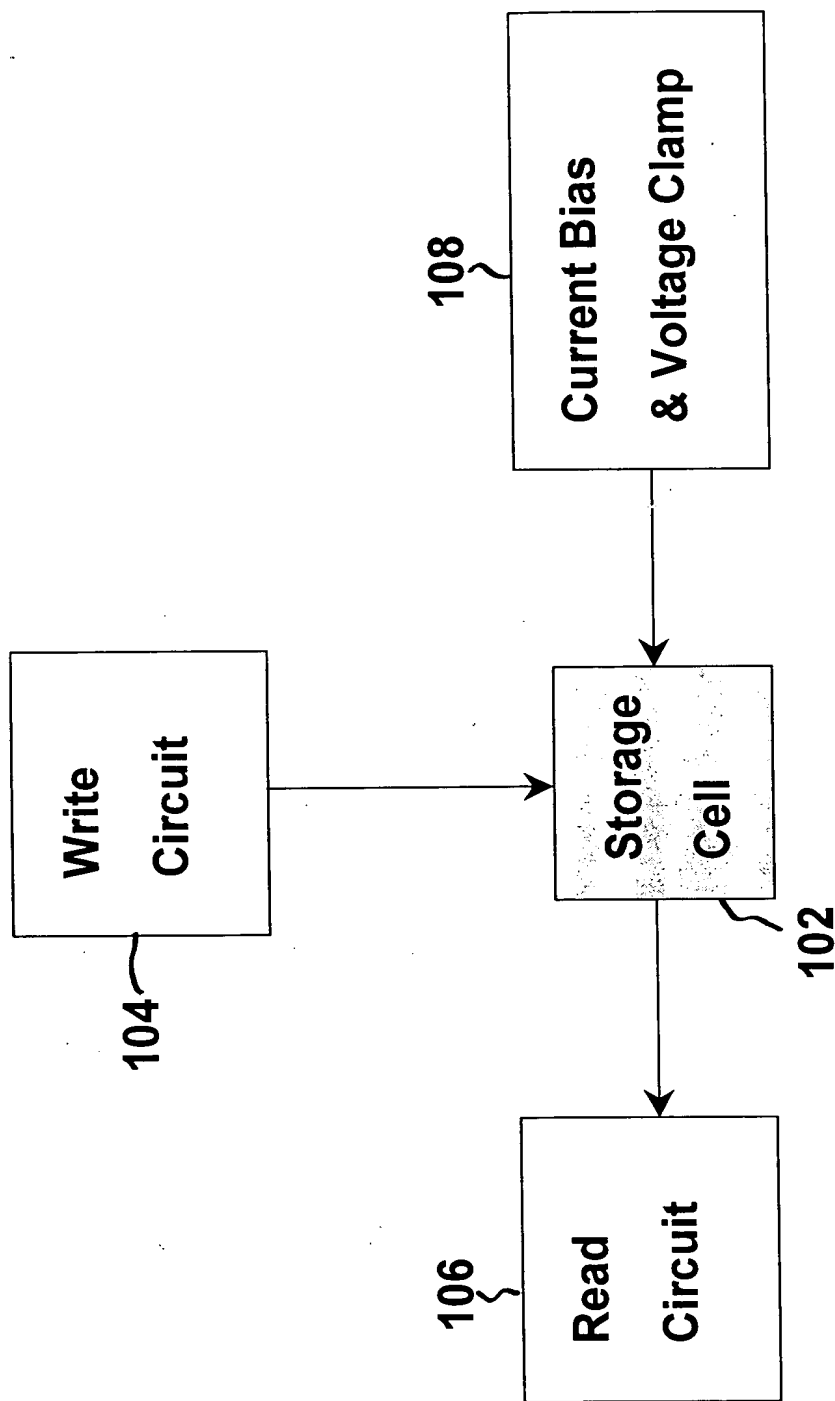 104
Write
Circuit
106
Read
Circuit
Storage
Cell
102
108
Current Bias
& Voltage Clamp